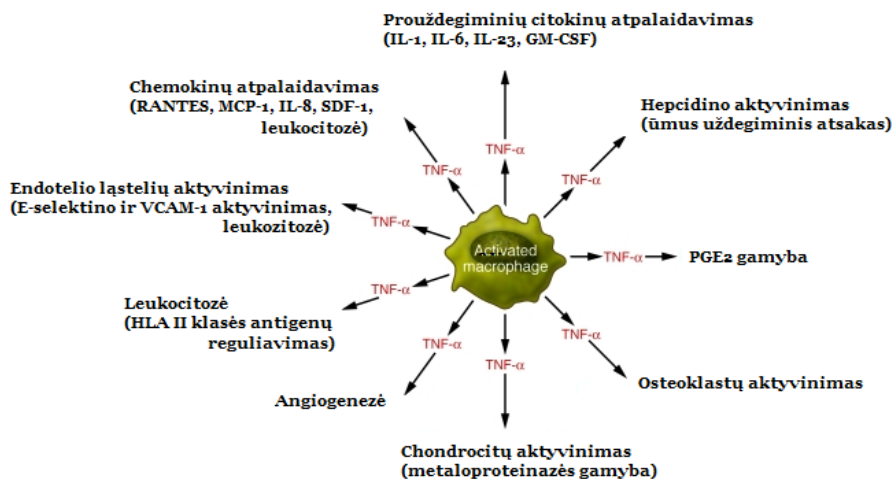 Prouždegiminių citokinų atpalaidavimas
(IL-1, IL-6, IL-23, GM-CSF)
Chemokinų atpalaidavimas
(RANTES, MCP-1, IL-8, SDF-1,
leukocitozė)
Hepcidino aktyvinimas
(ūmus uždegiminis atsakas)
TNF-α
TNF-α
TNF-α
Endotelio ląstelių aktyvinimas
(E-selektino ir VCAM-1 aktyvinimas,
leukozitozė)
TNF-α
Activated
macrophage
TNF-α
PGE2 gamyba
Leukocitozė
(HLA II klasės antigenų
reguliavimas)
TNF-α
TNF-α
TNF-α
TNF-α
Osteoklastų aktyvinimas
Angiogenezė
Chondrocitų aktyvinimas
(metaloproteinazės gamyba)